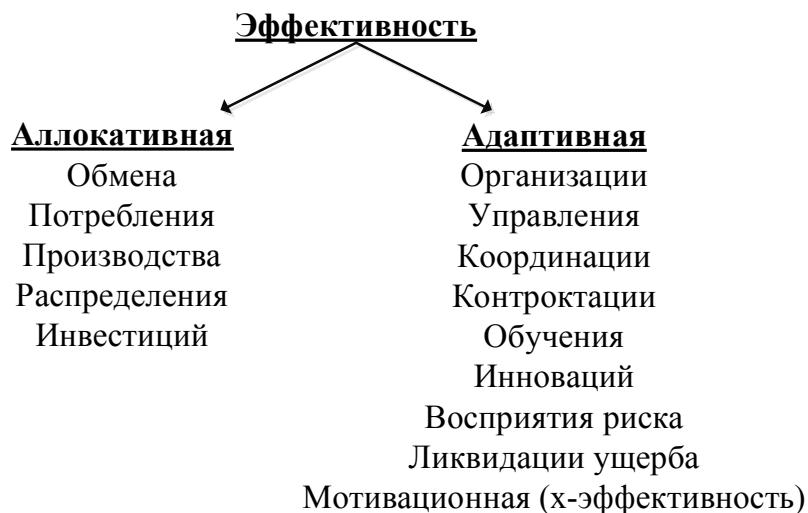 Эффективность
Аллокативная
Обмена
Потребления
Производства
Распределения
Инвестиций
Адаптивная
Организации
Управления
Координации
Контроктации
Обучения
Инноваций
Восприятия риска
Ликвидации ущерба
Мотивационная (х-эффективность)